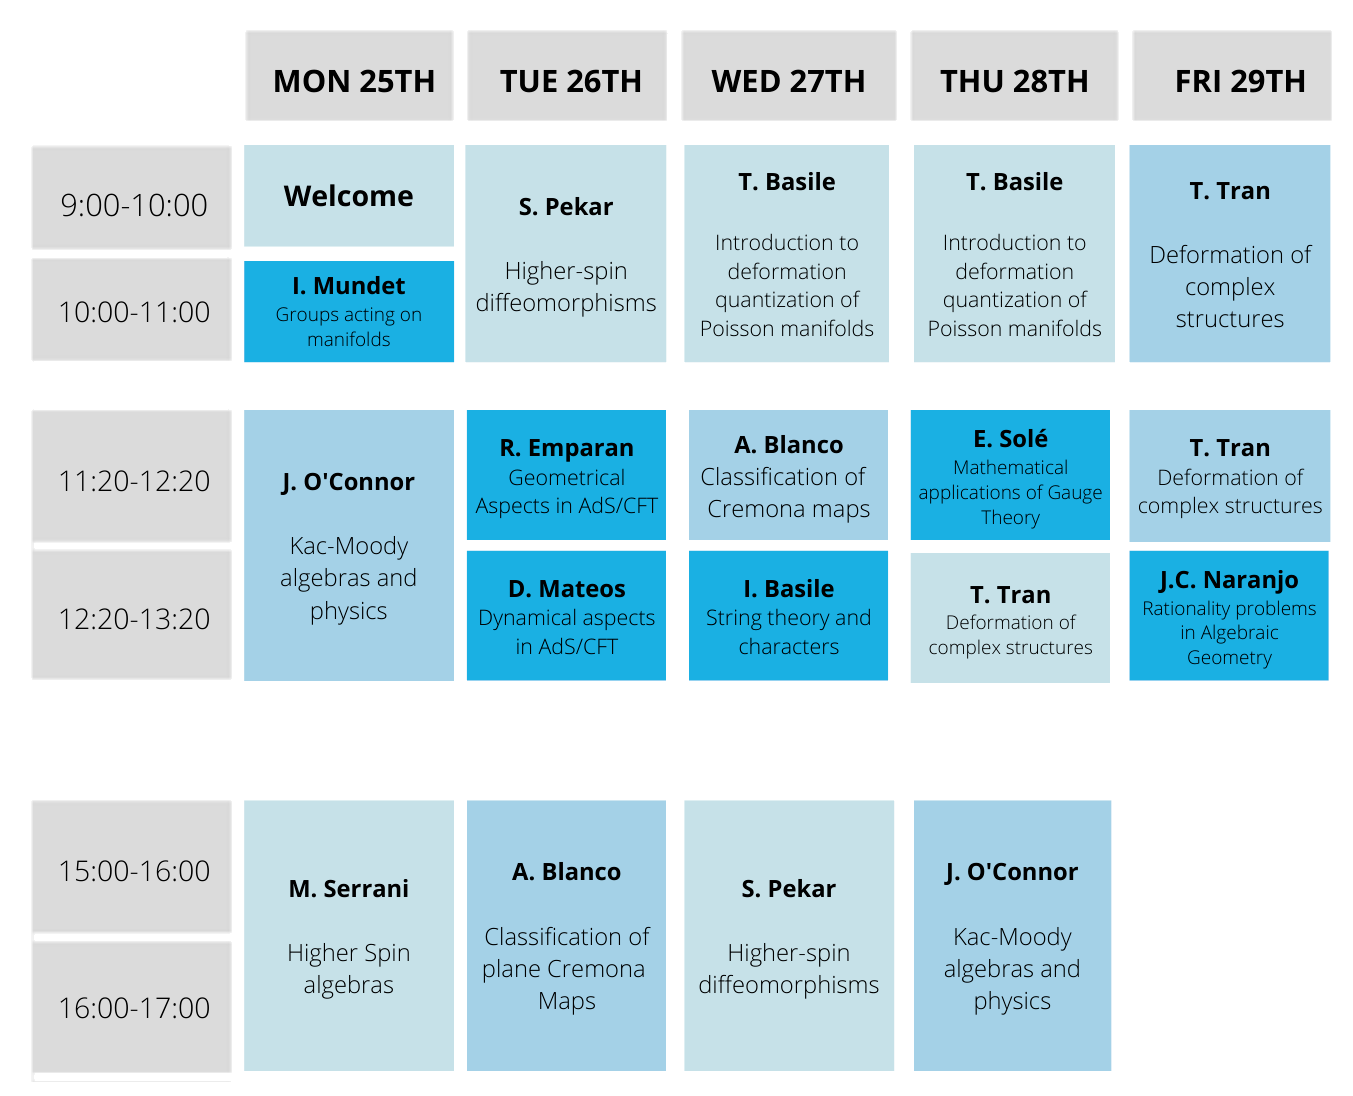 MON 25TH
TUE 26TH
WED 27TH
THU 28TH
FRI 29TH
9:00-10:00
10:00-11:00
Welcome
I. Mundet
Groups acting on
manifolds
S. Pekar
Higher-spin
diffeomorphisms
T. Basile
Introduction to
deformation
quantization of
Poisson manifolds
T. Basile
Introduction to
deformation
quantization of
Poisson manifolds
T. Tran
Deformation of
complex
structures
11:20-12:20
12:20-13:20
J. O'Connor
Kac-Moody
algebras and
physics
R. Emparan
Geometrical
Aspects in AdS/CFT
D. Mateos
Dynamical aspects
in AdS/CFT
A. Blanco
Classification of
Cremona maps
I. Basile
String theory and
characters
E. Solé
Mathematical
applications of Gauge
Theory
T. Tran
Deformation of
complex structures
T. Tran
Deformation of
complex structures
J.C. Naranjo
Rationality problems
in Algebraic
Geometry
15:00-16:00
16:00-17:00
M. Serrani
Higher Spin
algebras
A. Blanco
Classification of
plane Cremona
Maps
S. Pekar
Higher-spin
diffeomorphisms
J. O'Connor
Kac-Moody
algebras and
physics